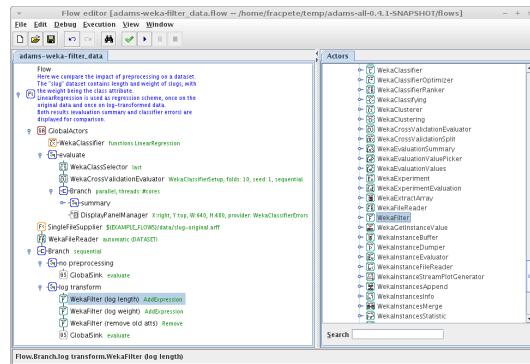 Flow editor [adams-weka-filter_data.flow -- /home/fracpete/temp/adams-all-0.4.1-SNAPSHOT/flows]
File Edit Debug Execution View Window
adams-weka-filter_data
Flow
Here we compare the impact of preprocessing on a dataset.
The "slug" dataset contains length and weight of slugs, with
the weight being the class attribute.
LinearRegression is used as regression scheme, once on the
original data and once on log-transformed data.
Both results (evaluation summary and classifier errors) are
displayed for comparison.
GlobalActors
WekaClassifier functions.LinearRegression
evaluate
WekaClassSelector last
WekaCrossValidationEvaluator WekaClassifierSetup, folds: 10, seed: 1, sequential
Branch parallel, threads: #cores
summary
DisplayPanelManager X:right, Y:top, W:640, H:480, provider: WekaClassifierErrors
SingleFileSupplier ${EXAMPLE_FLOWS}/data/slug-original.arff
WekaFileReader automatic (DATASET)
Branch sequential
no preprocessing
GlobalSink evaluate
log transform
WekaFilter (log length) AddExpression
WekaFilter (log weight) AddExpression
WekaFilter (remove old atts) Remove
GlobalSink evaluate
Actors
WekaClassifier
WekaClassifierOptimizer
WekaClassifierRanker
WekaClassifying
WekaClusterer
WekaClustering
WekaCrossValidationEvaluator
WekaCrossValidationSplit
WekaEvaluationSummary
WekaEvaluationValuePicker
WekaEvaluationValues
WekaExperiment
WekaExperimentEvaluation
WekaExtractArray
WekaFileReader
WekaFilter
WekaGetInstanceValue
WekaInstanceBuffer
WekaInstanceDumper
WekaInstanceEvaluator
WekaInstanceFileReader
WekaInstanceStreamPlotGenerator
WekaInstancesAppend
WekaInstancesInfo
WekaInstancesMerge
WekaInstancesStatistic
Search
Flow.Branch.log transform.WekaFilter (log length)